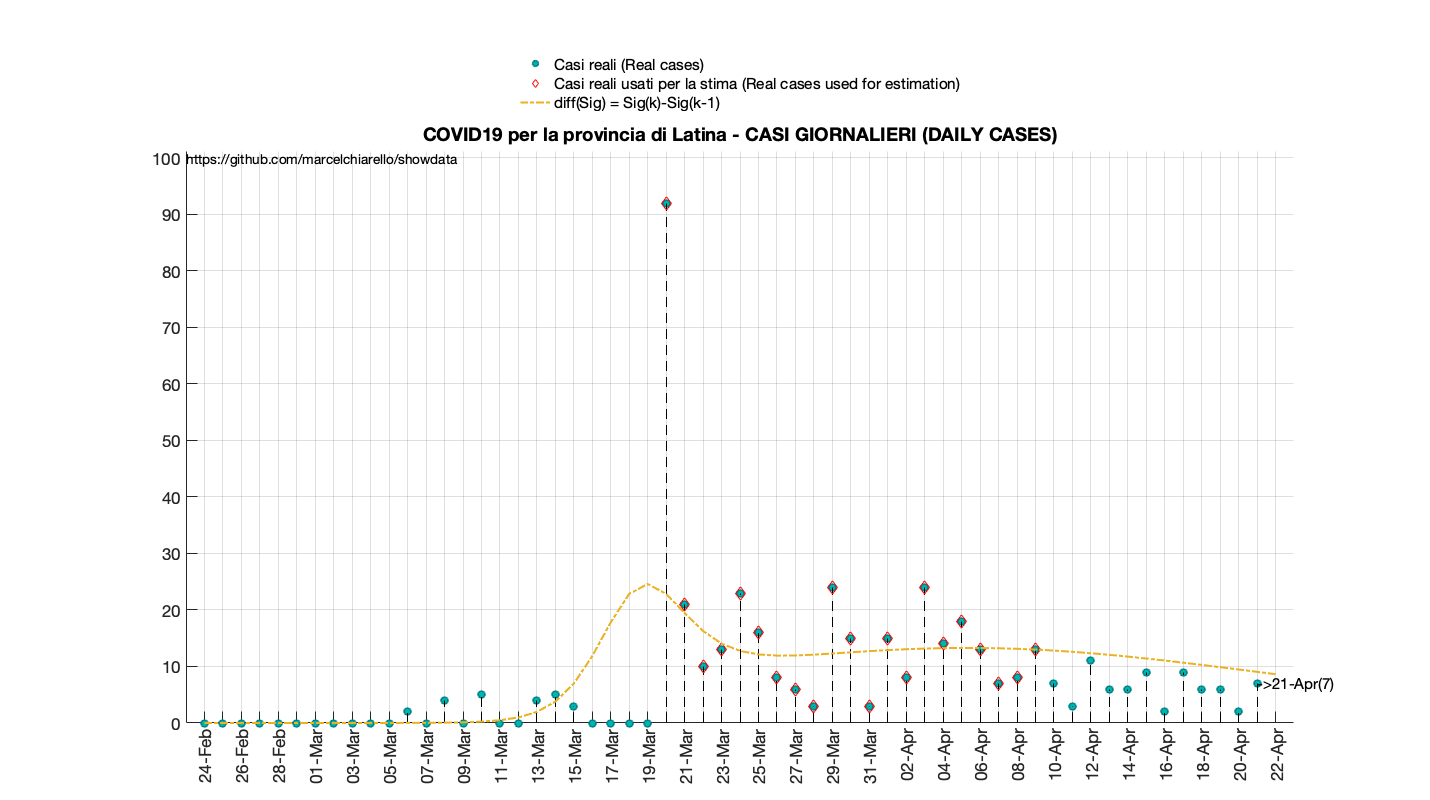 Casi reali (Real cases)
Casi reali usati per la stima (Real cases used for estimation)
diff(Sig) = Sig(k)-Sig(k-1)
COVID19 per la provincia di Latina - CASI GIORNALIERI (DAILY CASES)
https://github.com/marcelchiarello/showdata
100
90
80
70
60
50
40
30
20
10
0
->21-Apr(7)
24-Feb
26-Feb
28-Feb
01-Mar
03-Mar
05-Mar
07-Mar
09-Mar
11-Mar
13-Mar
15-Mar
17-Mar
19-Mar
21-Mar
23-Mar
25-Mar
27-Mar
29-Mar
31-Mar
02-Apr
04-Apr
06-Apr
08-Apr
10-Apr
12-Apr
14-Apr
16-Apr
18-Apr
20-Apr
22-Apr